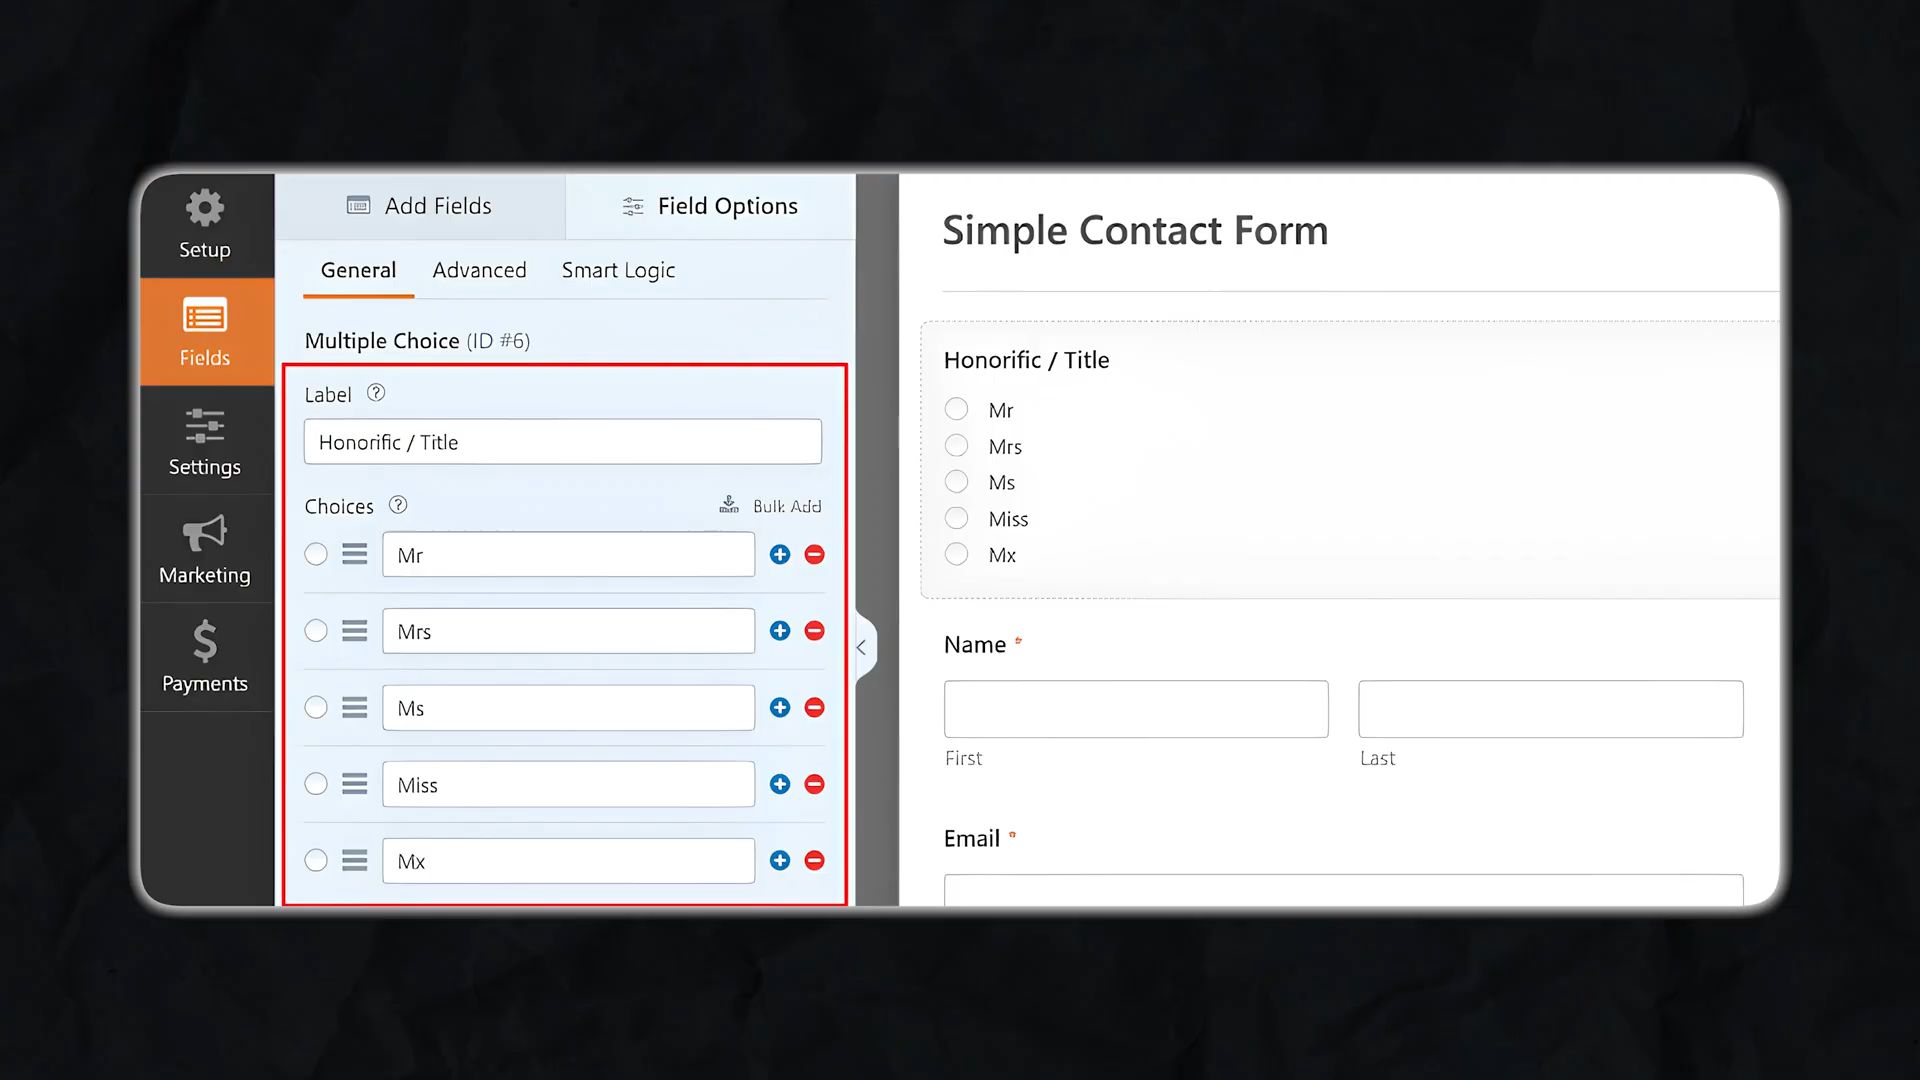 Setup
Fields
Settings
Marketing
Payments
Add Fields
Field Options
General
Advanced
Smart Logic
Multiple Choice (ID #6)
Label
Honorific / Title
Choices
Bulk Add
Mr
Mrs
Ms
Miss
Mx
Simple Contact Form
Honorific / Title
Mr
Mrs
Ms
Miss
Mx
Name *
First
Last
Email *